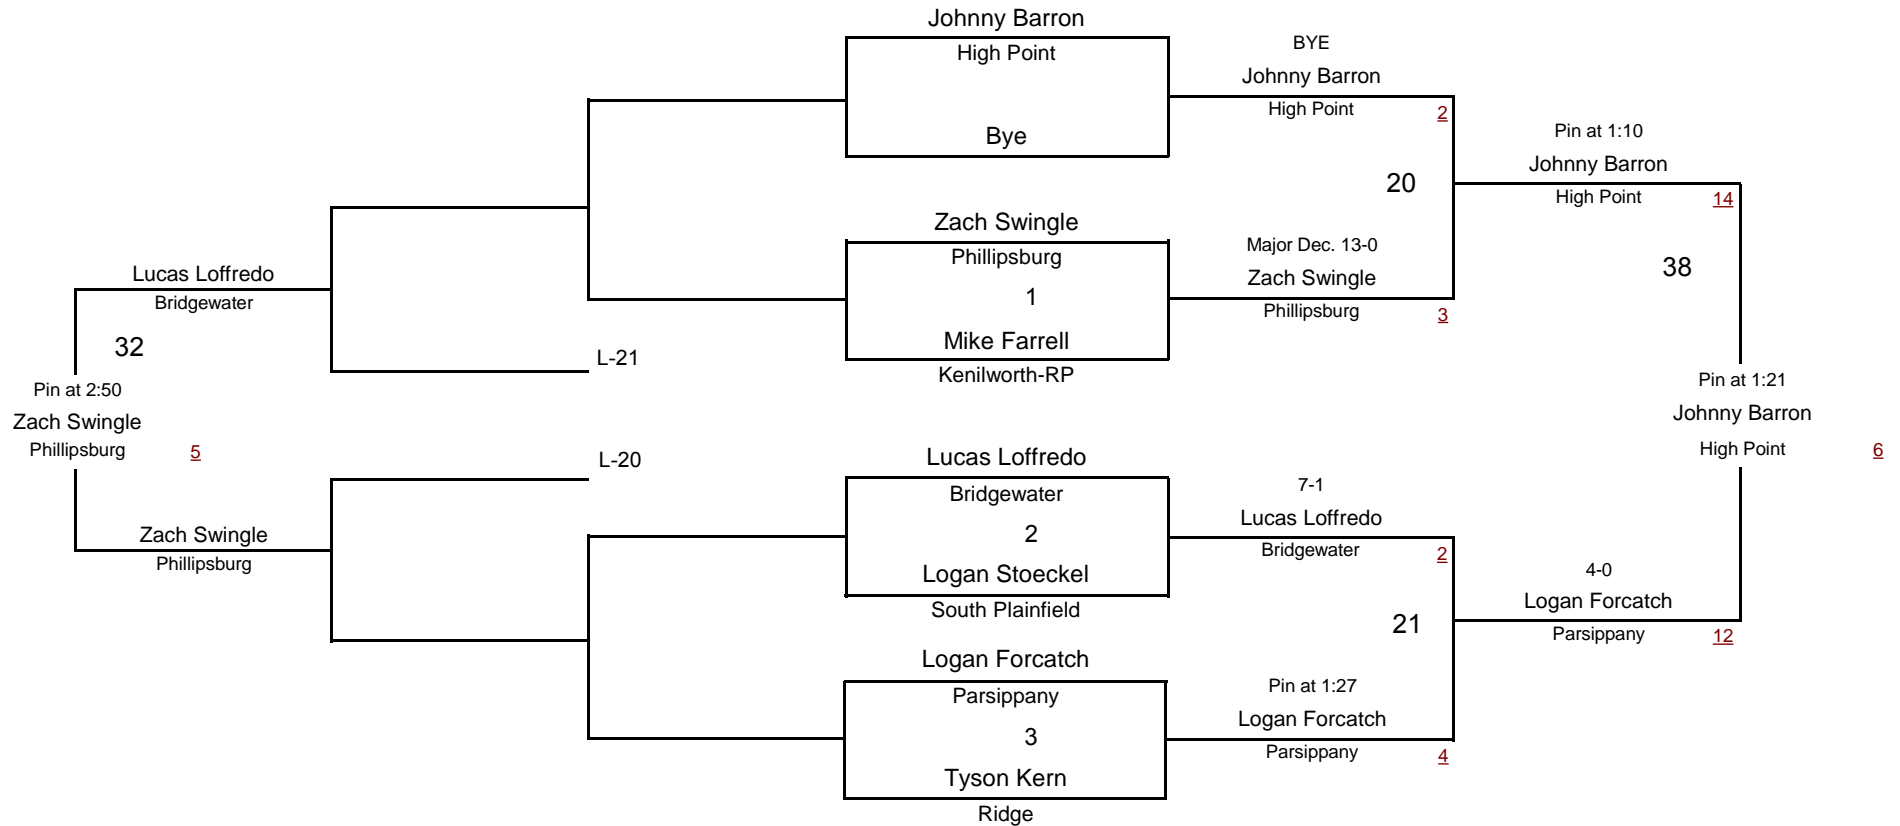 Johnny Barron
High Point
Bye
BYE
Johnny Barron
High Point
2
20
Pin at 1:10
Johnny Barron
High Point
14
Zach Swingle
Phillipsburg
1
Mike Farrell
Kenilworth-RP
Major Dec. 13-0
Zach Swingle
Phillipsburg
3
38
Lucas Loffredo
Bridgewater
32
L-21
Pin at 2:50
Zach Swingle
Phillipsburg
5
Pin at 1:21
Johnny Barron
High Point
6
L-20
Zach Swingle
Phillipsburg
Lucas Loffredo
Bridgewater
2
Logan Stoeckel
South Plainfield
7-1
Lucas Loffredo
Bridgewater
2
21
4-0
Logan Forcatch
Parsippany
12
Logan Forcatch
Parsippany
3
Tyson Kern
Ridge
Pin at 1:27
Logan Forcatch
Parsippany
4